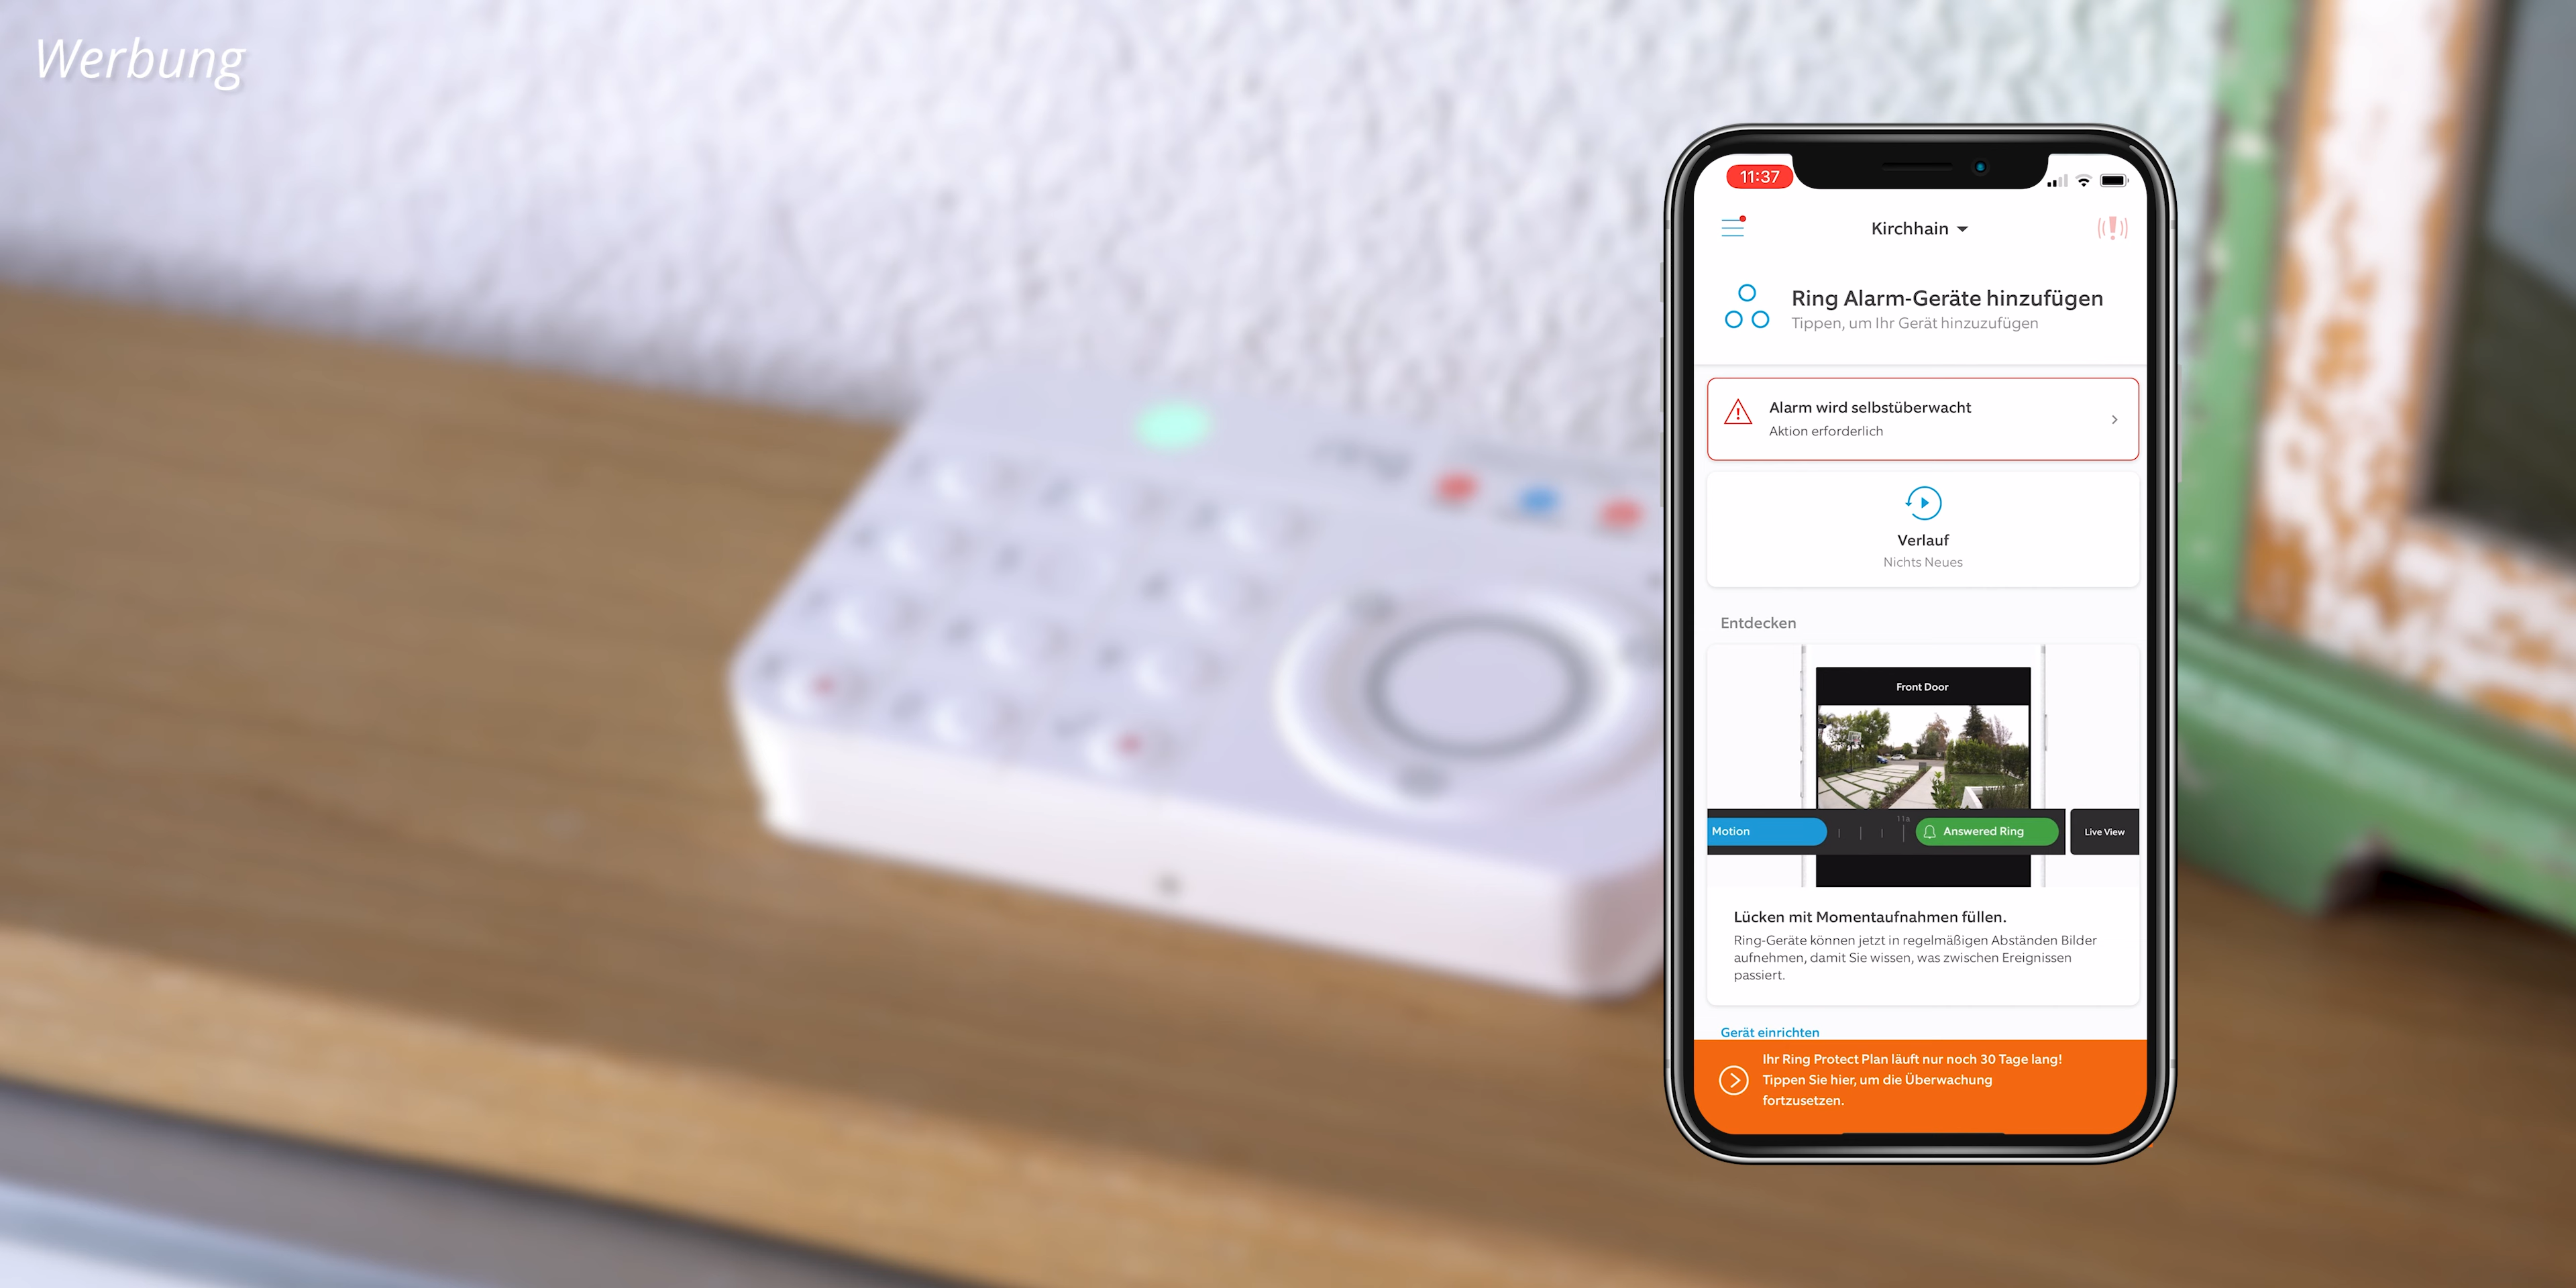 Werbung
ring
11:37
Kirchhain
Ring Alarm-Geräte hinzufügen
Tippen, um Ihr Gerät hinzuzufügen
Alarm wird selbstüberwacht
Aktion erforderlich
Verlauf
Nichts Neues
Entdecken
Front Door
11a
Motion
Answered Ring
Live View
Lücken mit Momentaufnahmen füllen.
Ring-Geräte können jetzt in regelmäßigen Abständen Bilder
aufnehmen, damit Sie wissen, was zwischen Ereignissen
passiert.
Gerät einrichten
Ihr Ring Protect Plan läuft nur noch 30 Tage lang!
Tippen Sie hier, um die Überwachung
fortzusetzen.